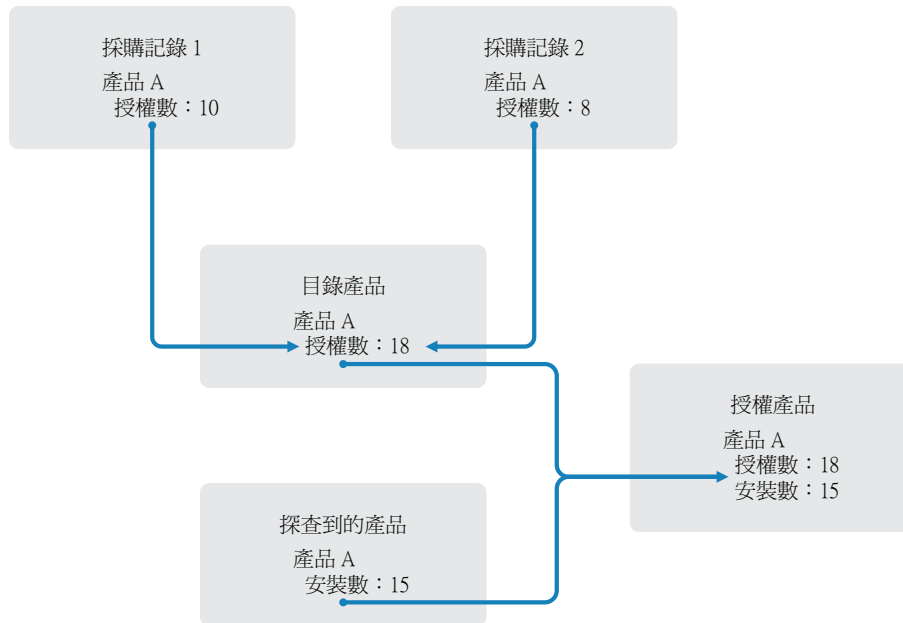 採購記錄 1
產品 A
授權數：10
採購記錄 2
產品 A
授權數：8
目錄產品
產品 A
授權數：18
授權產品
產品 A
授權數：18
安裝數：15
探查到的產品
產品 A
安裝數：15